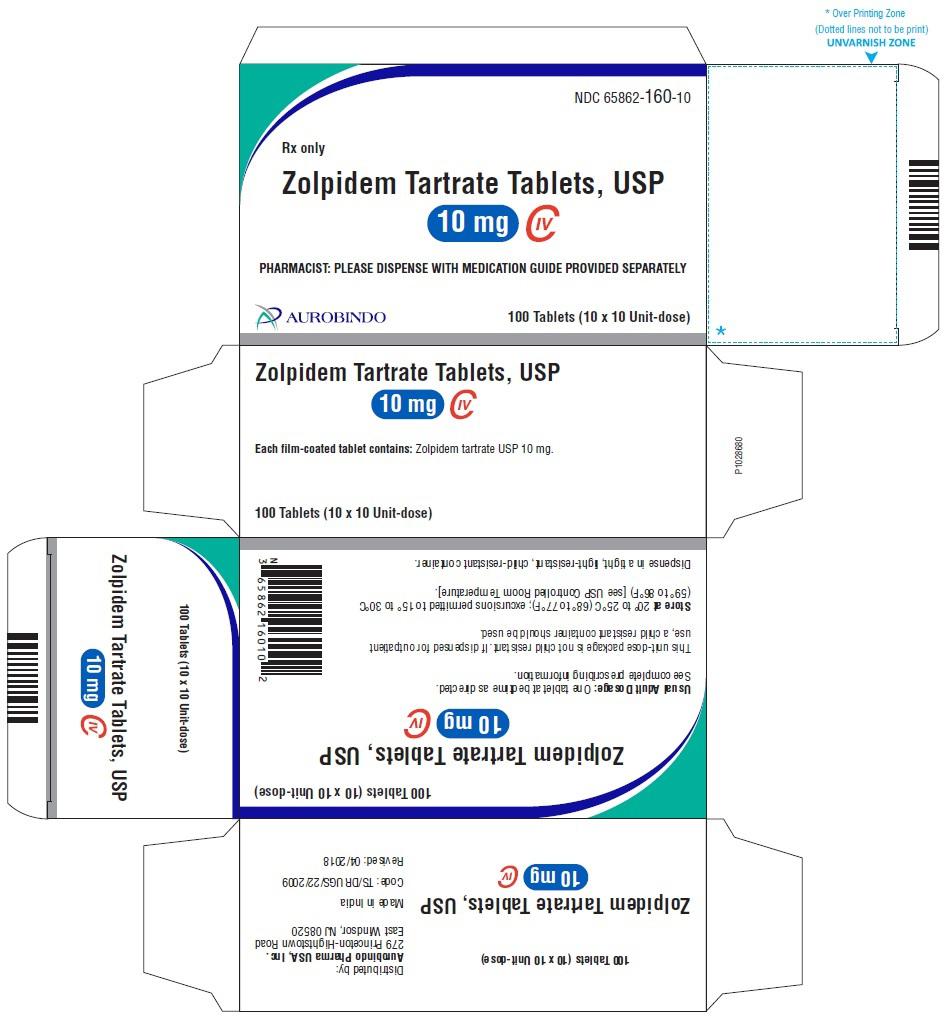 * Over Printing Zone
(Dotted lines not to be print)
UNVARNISH ZONE
NDC 65862-160-10
Rx only
Zolpidem Tartrate Tablets, USP
10 mg CIV
PHARMACIST: PLEASE DISPENSE WITH MEDICATION GUIDE PROVIDED SEPARATELY
AUROBINDO
100 Tablets (10 x 10 Unit-dose)
*
Zolpidem Tartrate Tablets, USP
10 mg CIV
Each film-coated tablet contains: Zolpidem tartrate USP 10 mg.
100 Tablets (10 x 10 Unit-dose)
P1028680
100 Tablets (10 x 10 Unit-dose)
Zolpidem Tartrate Tablets, USP
10 mg CIV
100 Tablets (10 x 10 Unit-dose)
Zolpidem Tartrate Tablets, USP
10 mg CIV
Usual Adult Dosage: One tablet at bedtime as directed.
See complete prescribing information.
This unit-dose package is not child resistant. If dispensed for outpatient
use, a child resistant container should be used.
Store at 20° to 25°C (68° to 77°F); excursions permitted to 15° to 30°C
(59° to 86°F) [see USP Controlled Room Temperature].
Dispense in a tight, light-resistant, child-resistant container.
N
3 65862 16010 2
100 Tablets (10 x 10 Unit-dose)
Zolpidem Tartrate Tablets, USP
10 mg CIV
Distributed by:
Aurobindo Pharma USA, Inc.
279 Princeton-Hightstown Road
East Windsor, NJ 08520
Made in India
Code: TS/DRUGS/22/2009
Revised: 04/2018